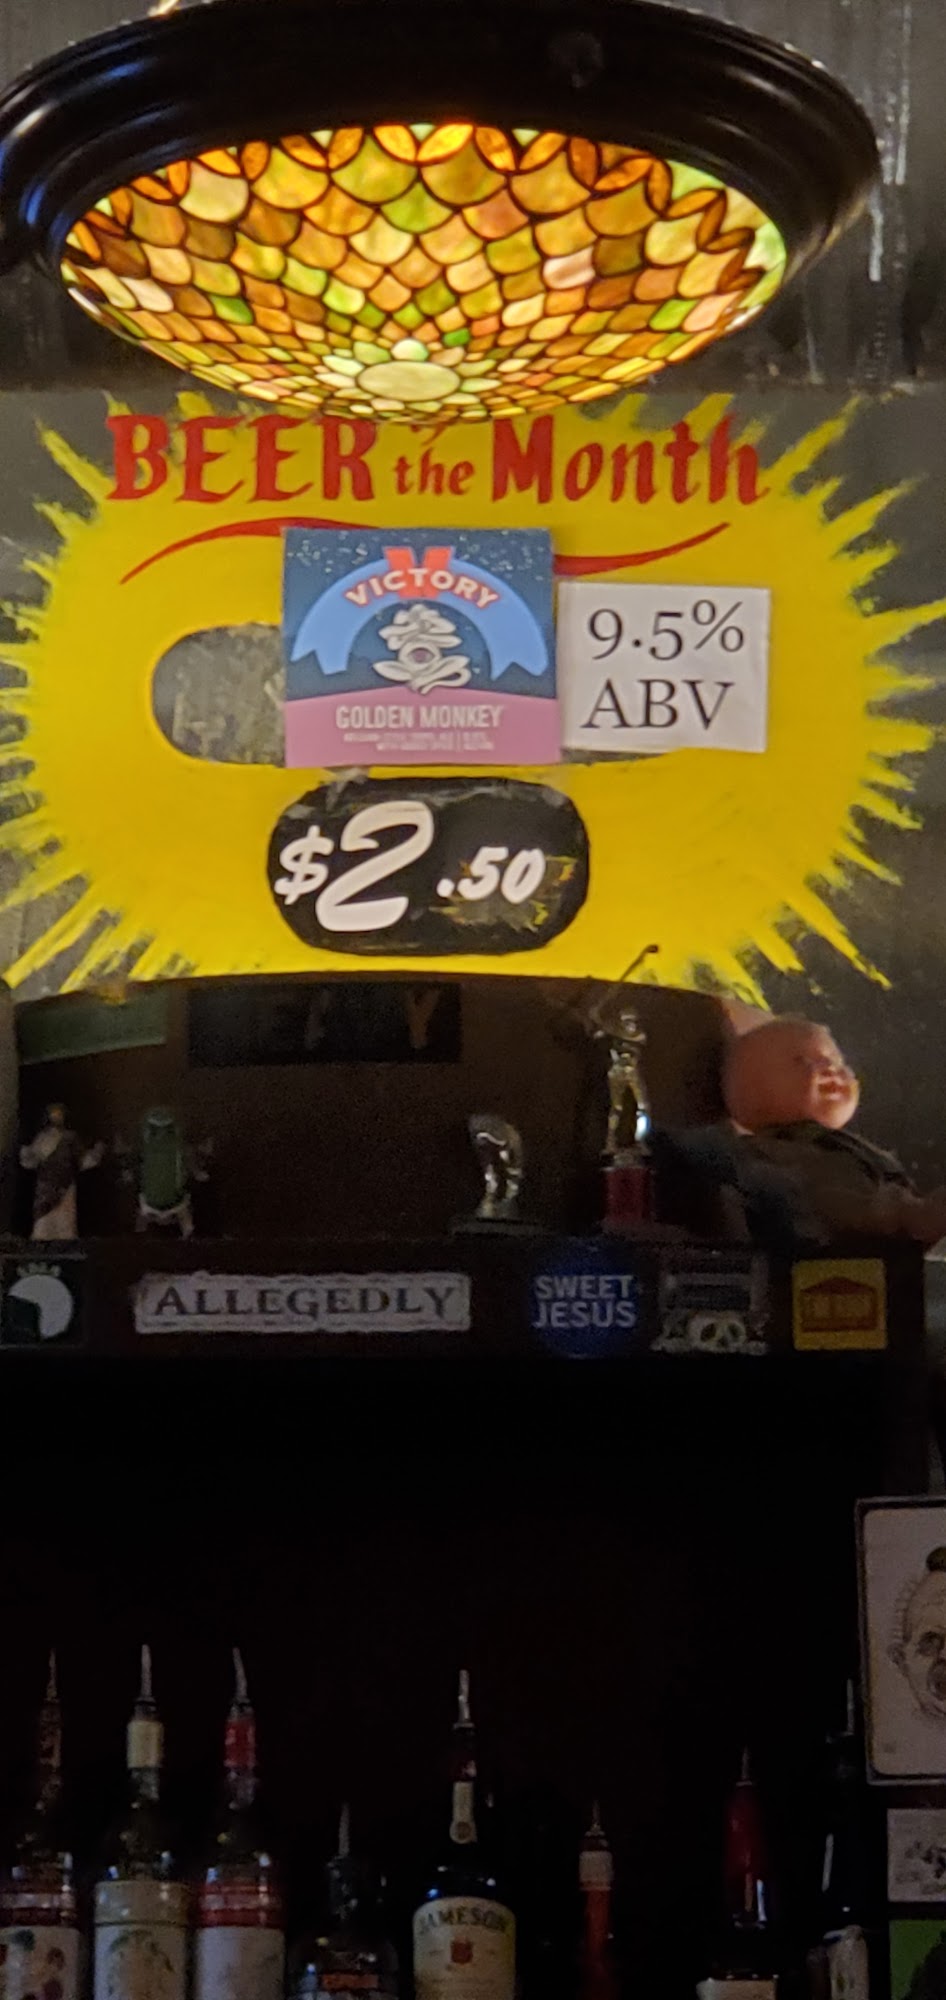 BEER the Month
VICTORY
GOLDEN MONKEY
9.5%
ABV
$2.50
ALLEGEDLY
SWEET
JESUS
JAMESON